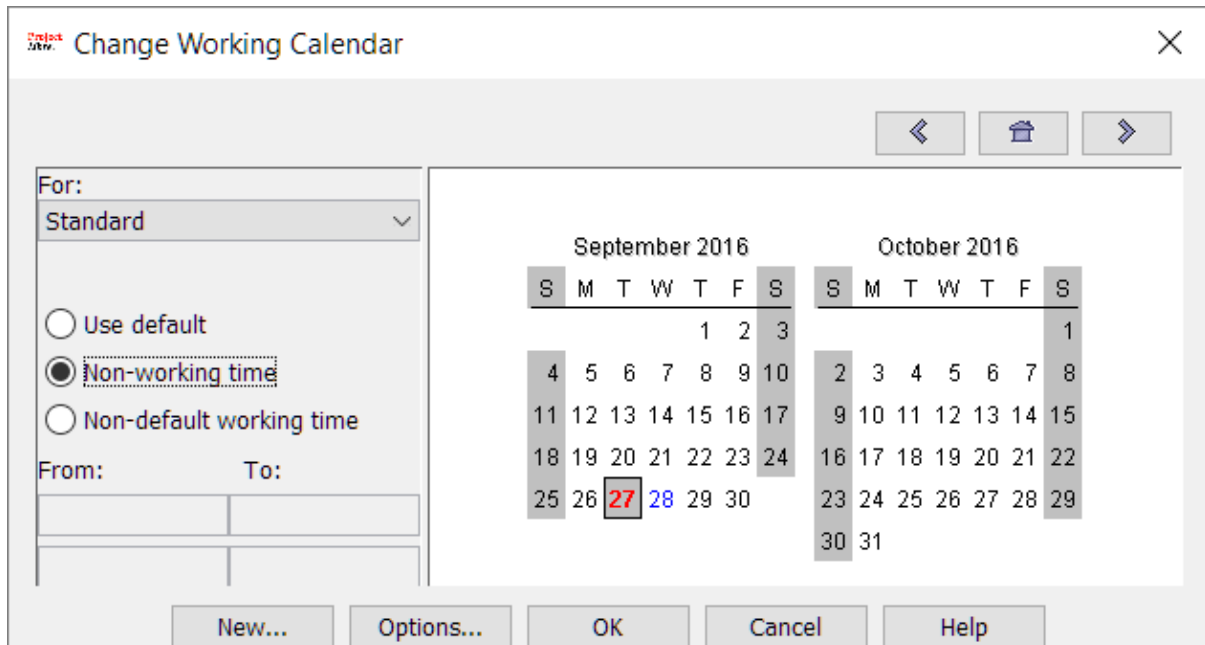 Project
Libre.
Change Working Calendar
For:
Standard
Use default
Non-working time
Non-default working time
From: To:
September 2016
S M T W T F S
1 2 3
4 5 6 7 8 9 10
11 12 13 14 15 16 17
18 19 20 21 22 23 24
25 26 27 28 29 30
October 2016
S M T W T F S
1
2 3 4 5 6 7 8
9 10 11 12 13 14 15
16 17 18 19 20 21 22
23 24 25 26 27 28 29
30 31
New... Options... OK Cancel Help